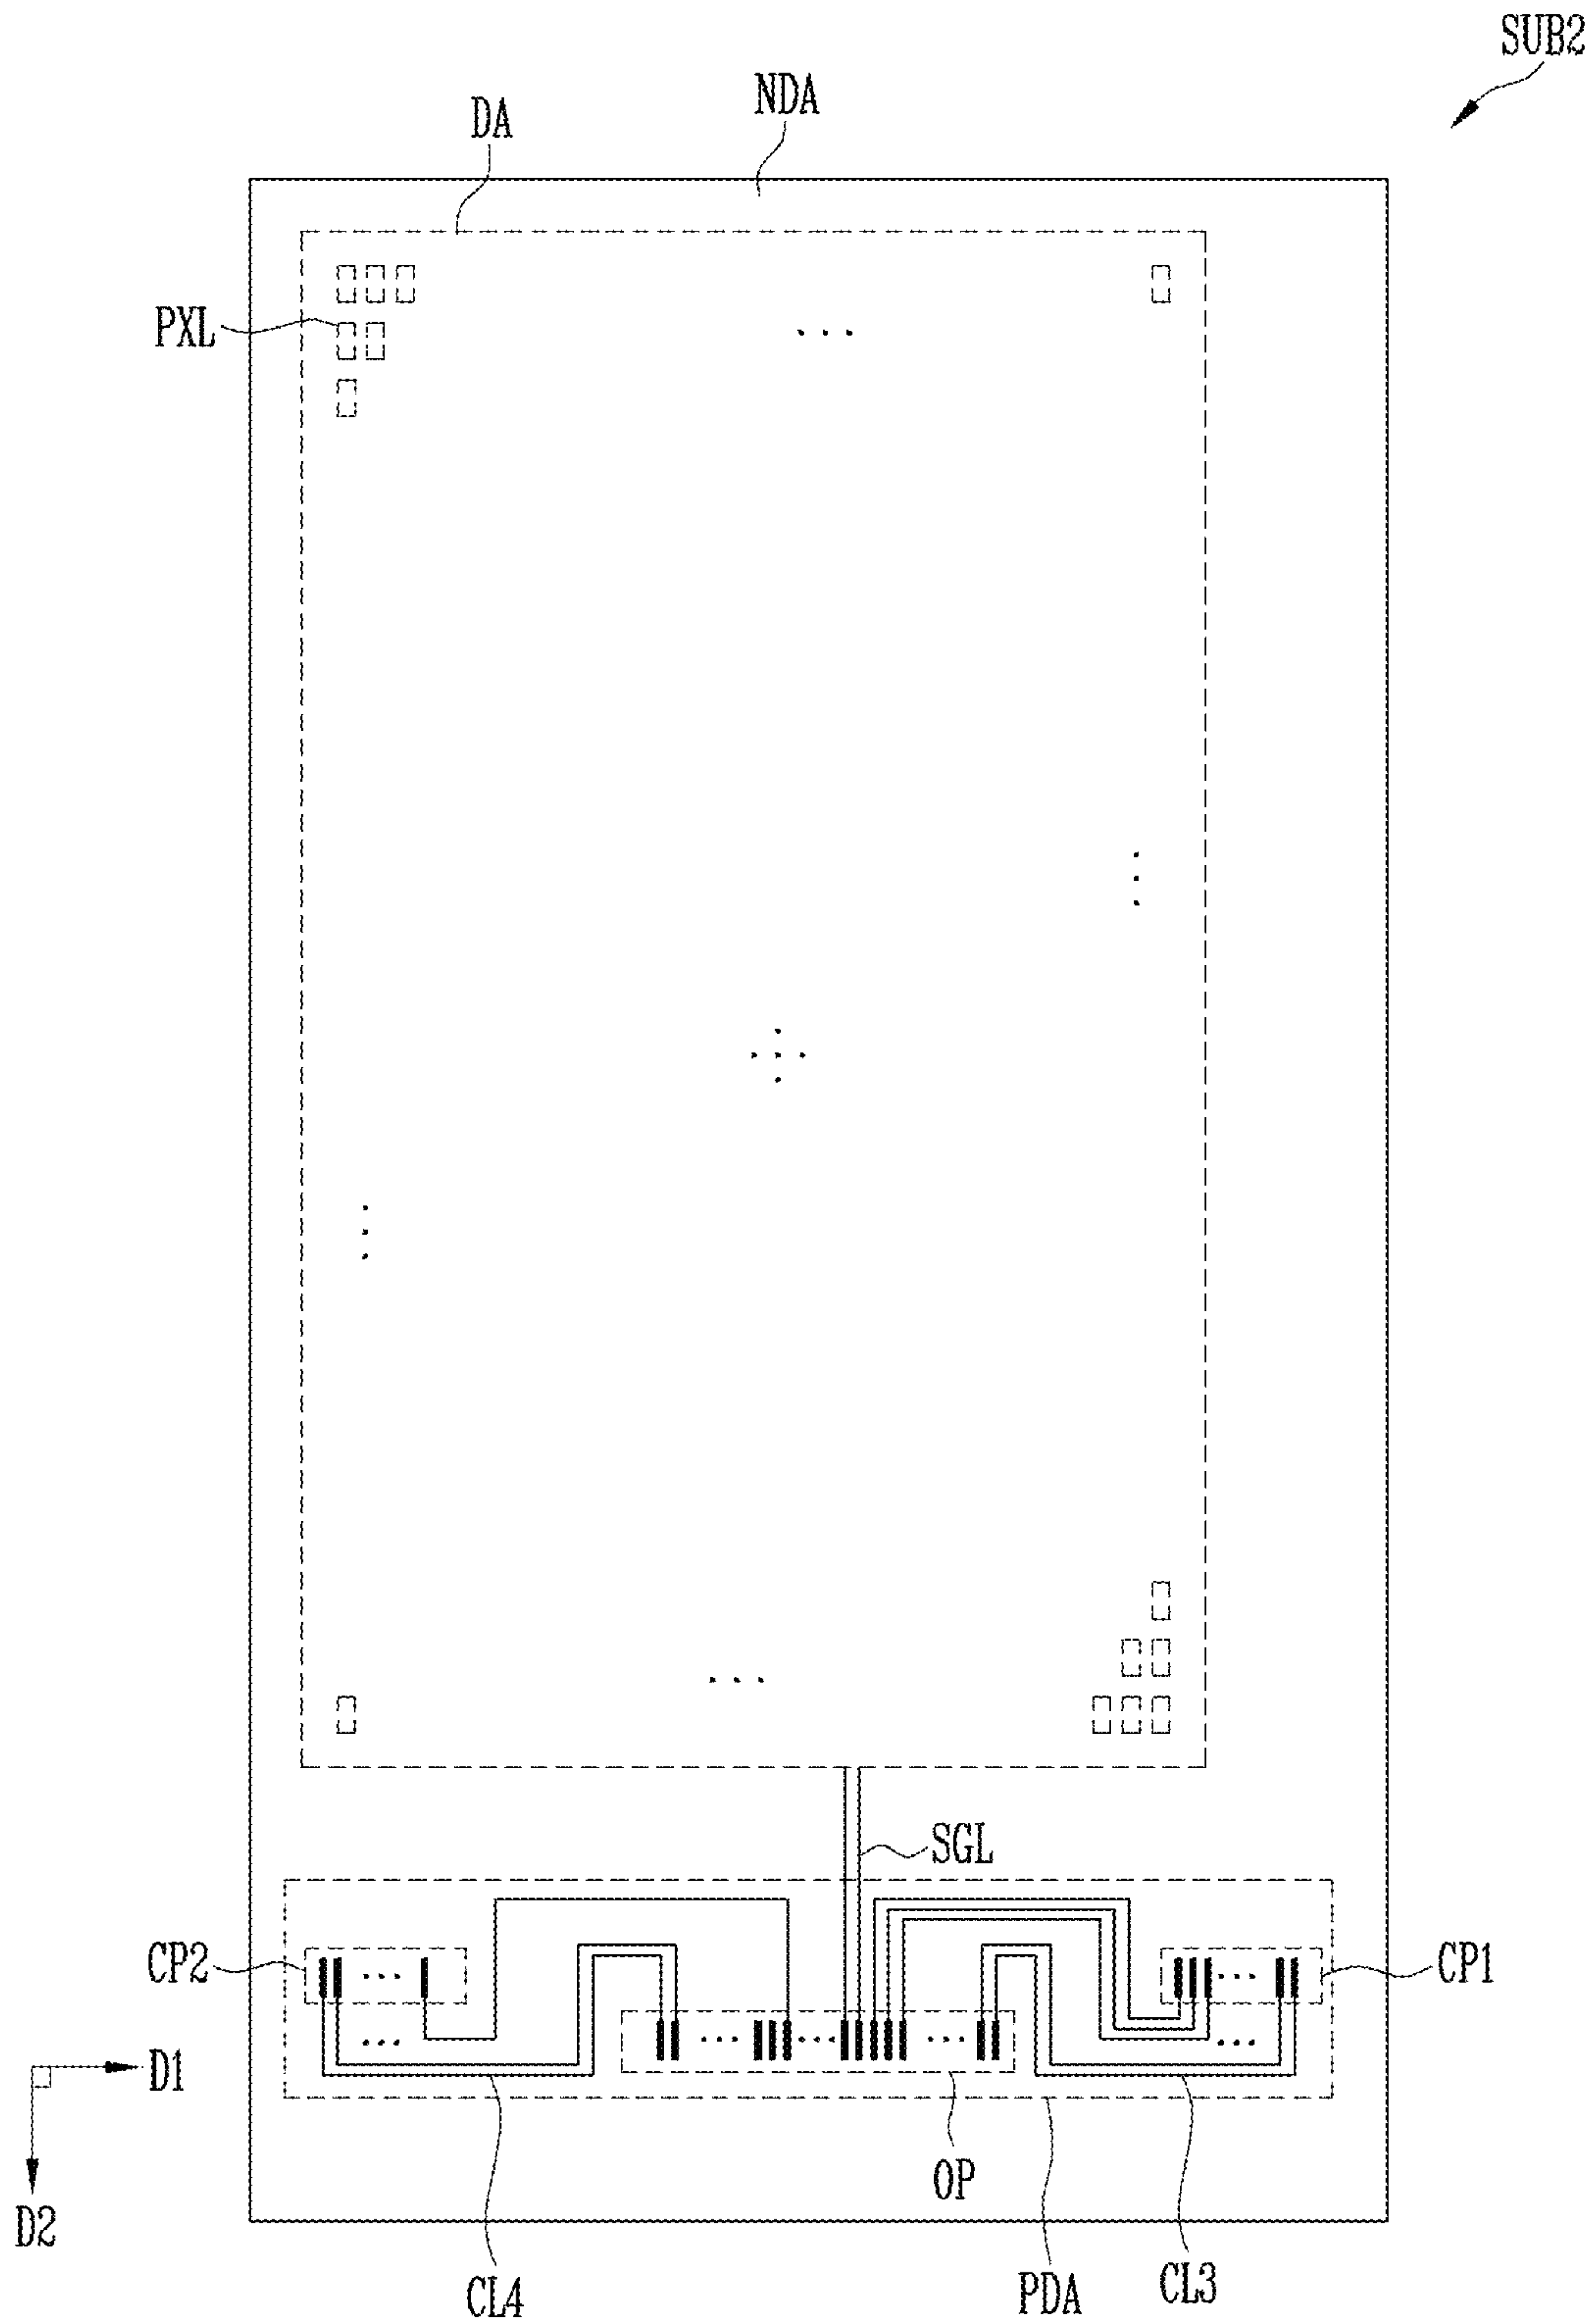 SUB2
NDA
DA
PXL
SGL
CP2
CP1
D1
OP
D2
CL4
PDA
CL3